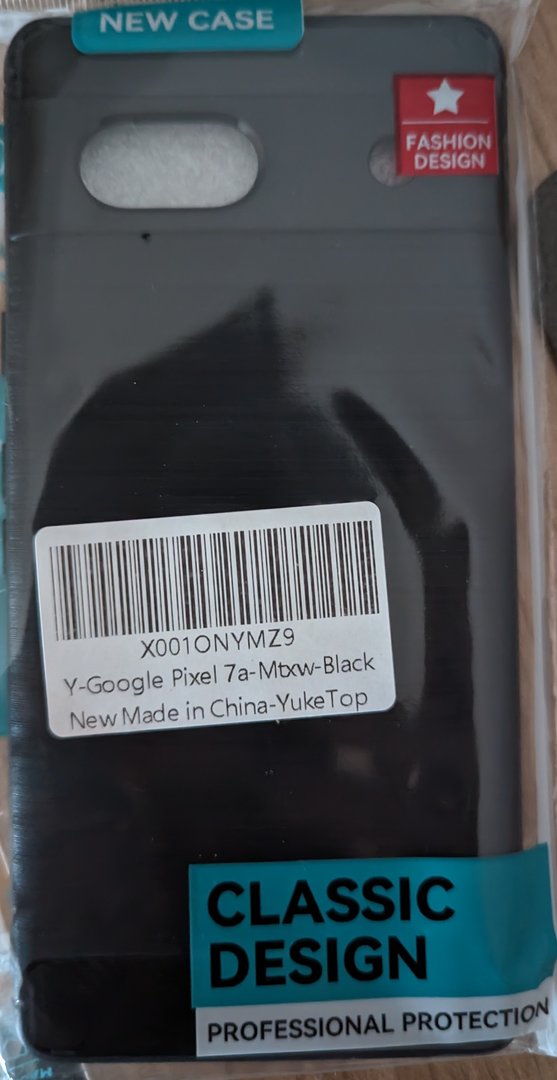 NEW CASE
FASHION
DESIGN
X001ONYMZ9
Y-Google Pixel 7a-Mtxw-Black
New Made in China-YukeTop
CLASSIC
DESIGN
PROFESSIONAL PROTECTION